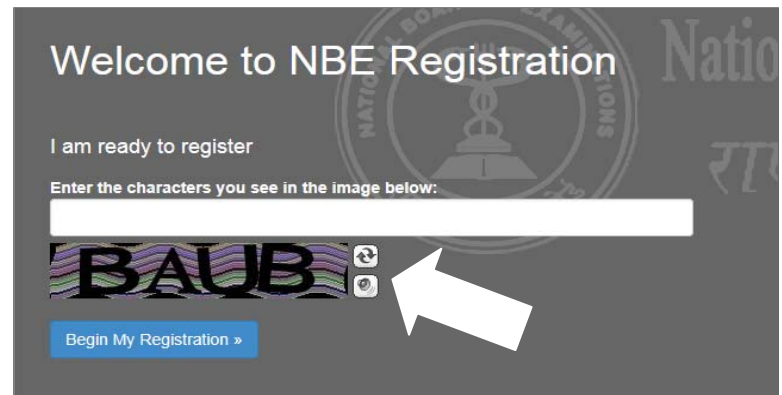 Welcome to NBE Registration
Natio
I am ready to register
Enter the characters you see in the image below:
BAUB
Begin My Registration »